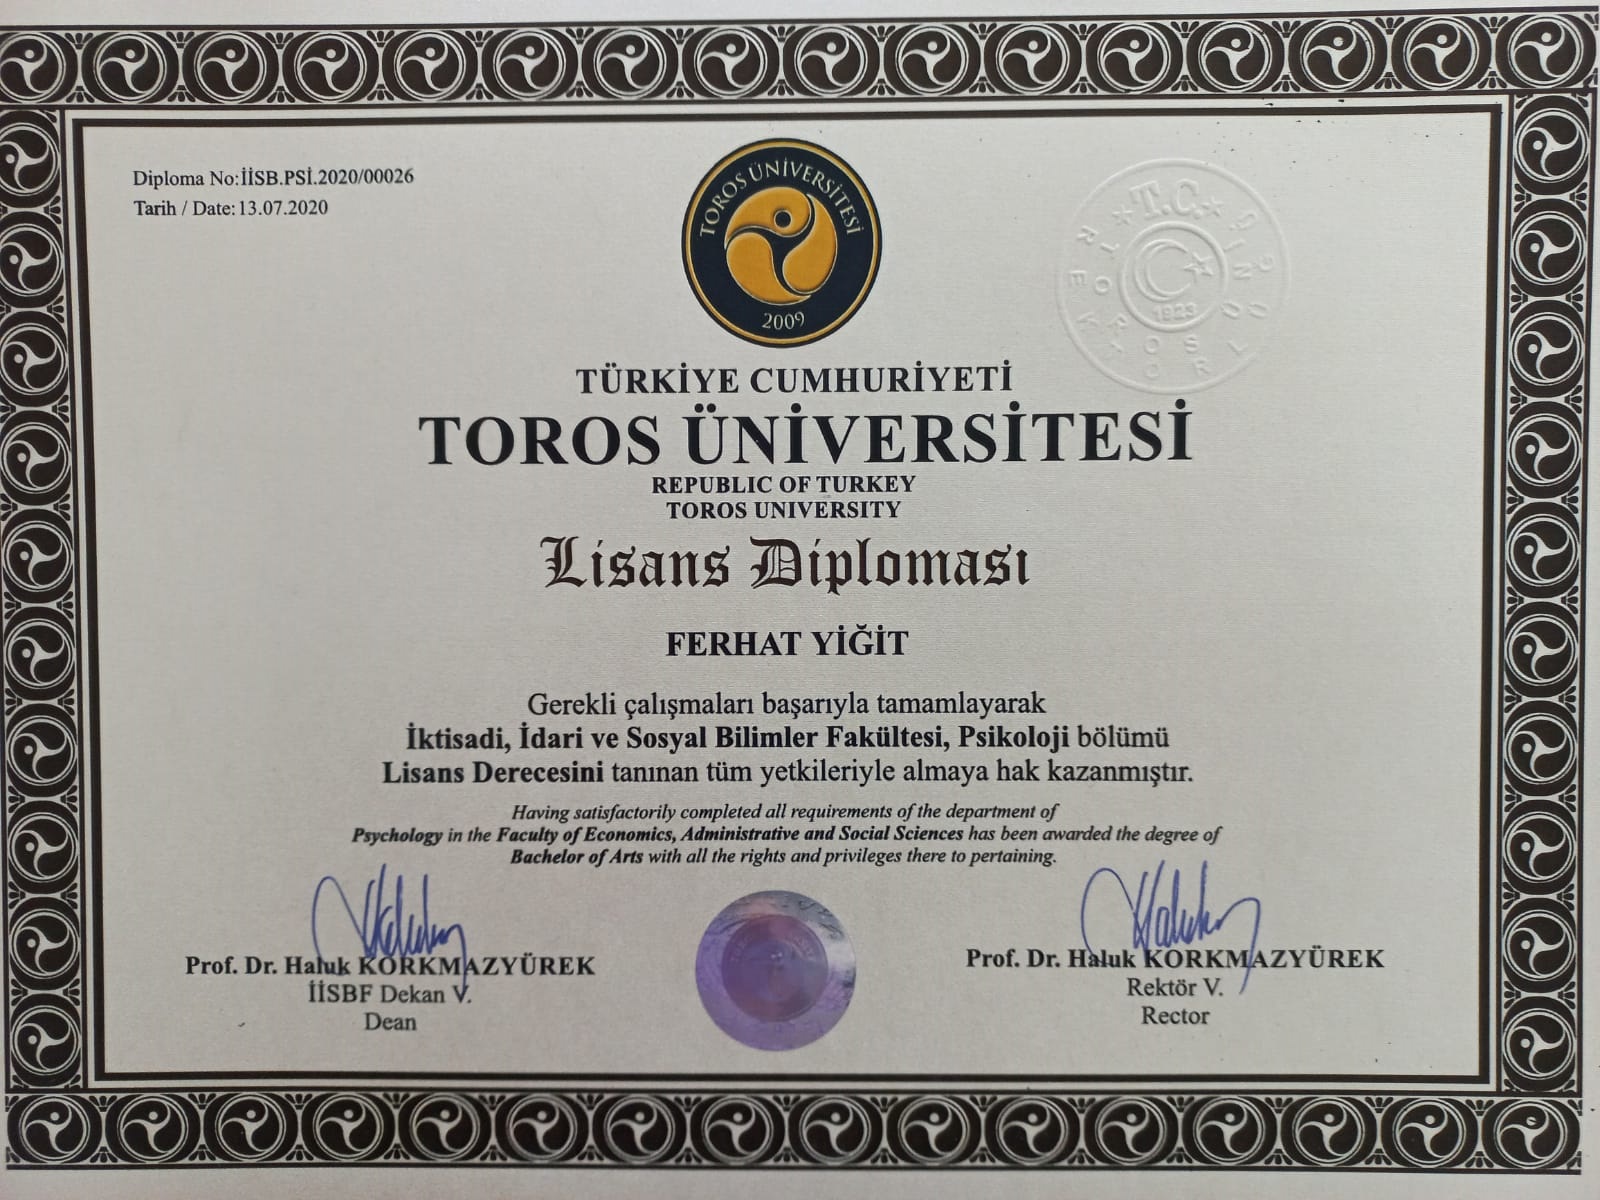 Diploma No:İİSB.PSİ.2020/00026
Tarih / Date: 13.07.2020
TOROS ÜNİVERSİTESİ
2009
T.C.
TOROS
REKTÖRLÜĞÜ
1923
TÜRKİYE CUMHURİYETİ
TOROS ÜNİVERSİTESİ
REPUBLIC OF TURKEY
TOROS UNIVERSITY
Lisans Diploması
FERHAT YİĞİT
Gerekli çalışmaları başarıyla tamamlayarak
İktisadi, İdari ve Sosyal Bilimler Fakültesi, Psikoloji bölümü
Lisans Derecesini tanınan tüm yetkileriyle almaya hak kazanmıştır.
Having satisfactorily completed all requirements of the department of
Psychology in the Faculty of Economics, Administrative and Social Sciences has been awarded the degree of
Bachelor of Arts with all the rights and privileges there to pertaining.
Prof. Dr. Haluk KORKMAZYÜREK
İİSBF Dekan V.
Dean
Prof. Dr. Haluk KORKMAZYÜREK
Rektör V.
Rector